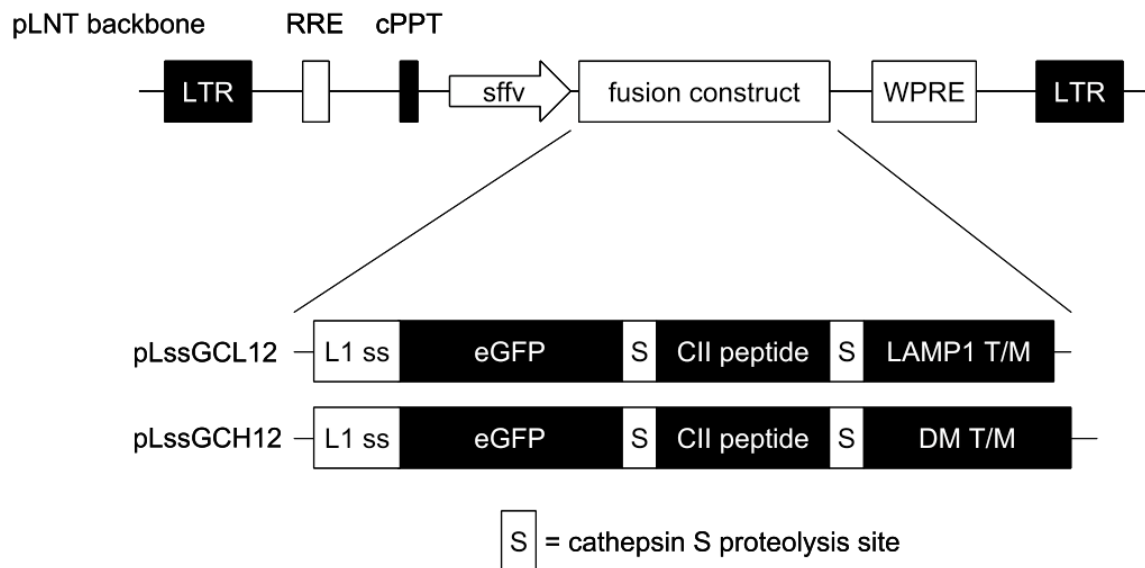 pLNT backbone RRE cPPT
LTR sffv fusion construct WPRE LTR
pLssGCL12 L1 ss eGFP S CII peptide S LAMP1 T/M
pLssGCH12 L1 ss eGFP S CII peptide S DM T/M
S = cathepsin S proteolysis site